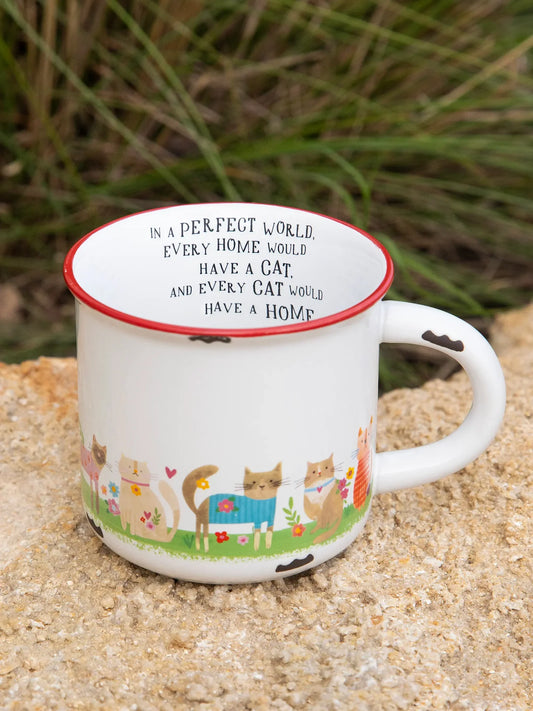 IN A PERFECT WORLD,
EVERY HOME WOULD
HAVE A CAT,
AND EVERY CAT WOULD
HAVE A HOME